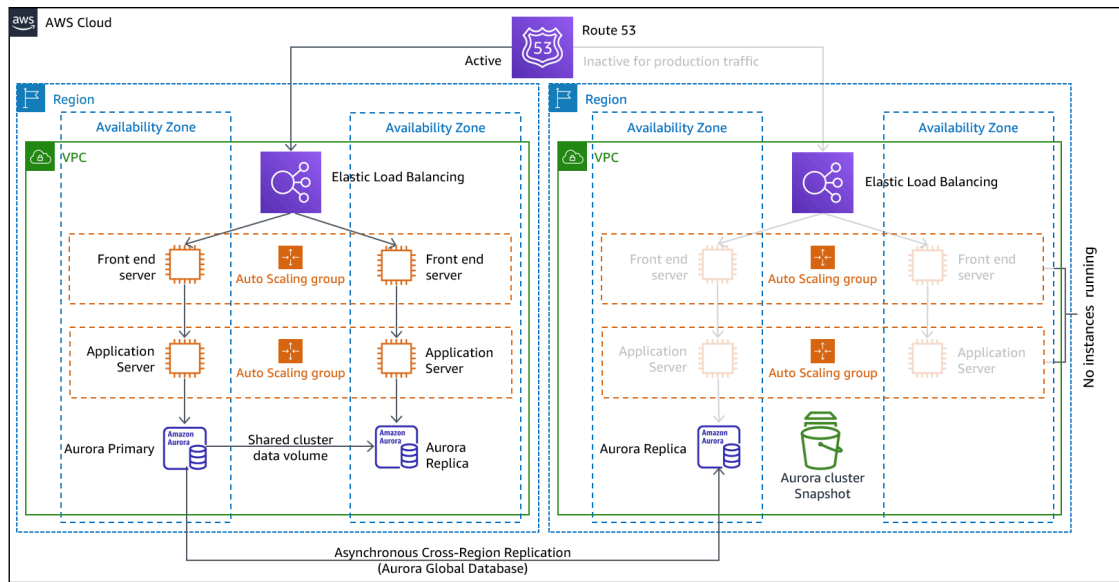 aws
AWS Cloud
Route 53
53
Active
Inactive for production traffic
Region
Availability Zone
Availability Zone
VPC
Elastic Load Balancing
Front end
server
Auto Scaling group
Front end
server
Application
Server
Auto Scaling group
Application
Server
Aurora Primary
Amazon
Aurora
Shared cluster
data volume
Amazon
Aurora
Aurora
Replica
Region
Availability Zone
Availability Zone
VPC
Elastic Load Balancing
Front end
server
Auto Scaling group
Front end
server
Application
Server
Auto Scaling group
Application
Server
No instances running
Aurora Replica
Amazon
Aurora
Aurora cluster
Snapshot
Asynchronous Cross-Region Replication
(Aurora Global Database)